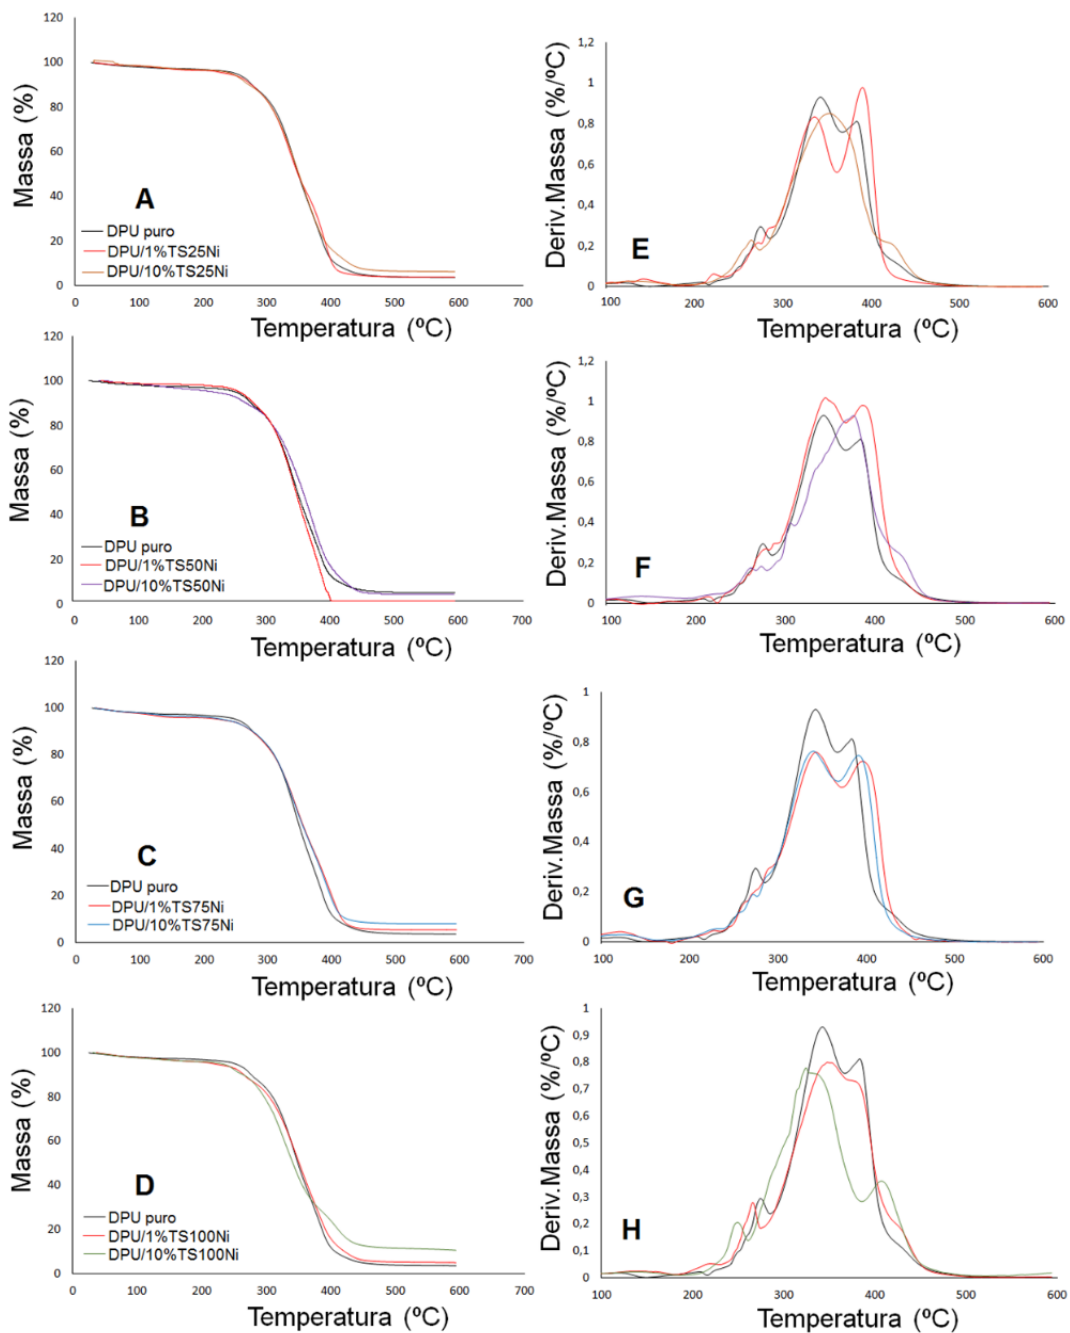 120
100
80
60
40
20
0
Massa (%)
A
DPU puro
DPU/1%TS25Ni
DPU/10%TS25Ni
0 100 200 300 400 500 600 700
Temperatura (ºC)
1,2
1
0,8
0,6
0,4
0,2
0
Deriv.Massa (%/ºC)
E
100 200 300 400 500 600
Temperatura (ºC)
120
100
80
60
40
20
0
Massa (%)
B
DPU puro
DPU/1%TS50Ni
DPU/10%TS50Ni
0 100 200 300 400 500 600 700
Temperatura (ºC)
1,2
1
0,8
0,6
0,4
0,2
0
Deriv.Massa (%/ºC)
F
100 200 300 400 500 600
Temperatura (ºC)
120
100
80
60
40
20
0
Massa (%)
C
DPU puro
DPU/1%TS75Ni
DPU/10%TS75Ni
0 100 200 300 400 500 600 700
Temperatura (ºC)
1
0,8
0,6
0,4
0,2
0
Deriv.Massa (%/ºC)
G
100 200 300 400 500 600
Temperatura (ºC)
120
100
80
60
40
20
0
Massa (%)
D
DPU puro
DPU/1%TS100Ni
DPU/10%TS100Ni
0 100 200 300 400 500 600 700
Temperatura (ºC)
1
0,9
0,8
0,7
0,6
0,5
0,4
0,3
0,2
0,1
0
Deriv.Massa (%/ºC)
H
100 200 300 400 500 600
Temperatura (ºC)